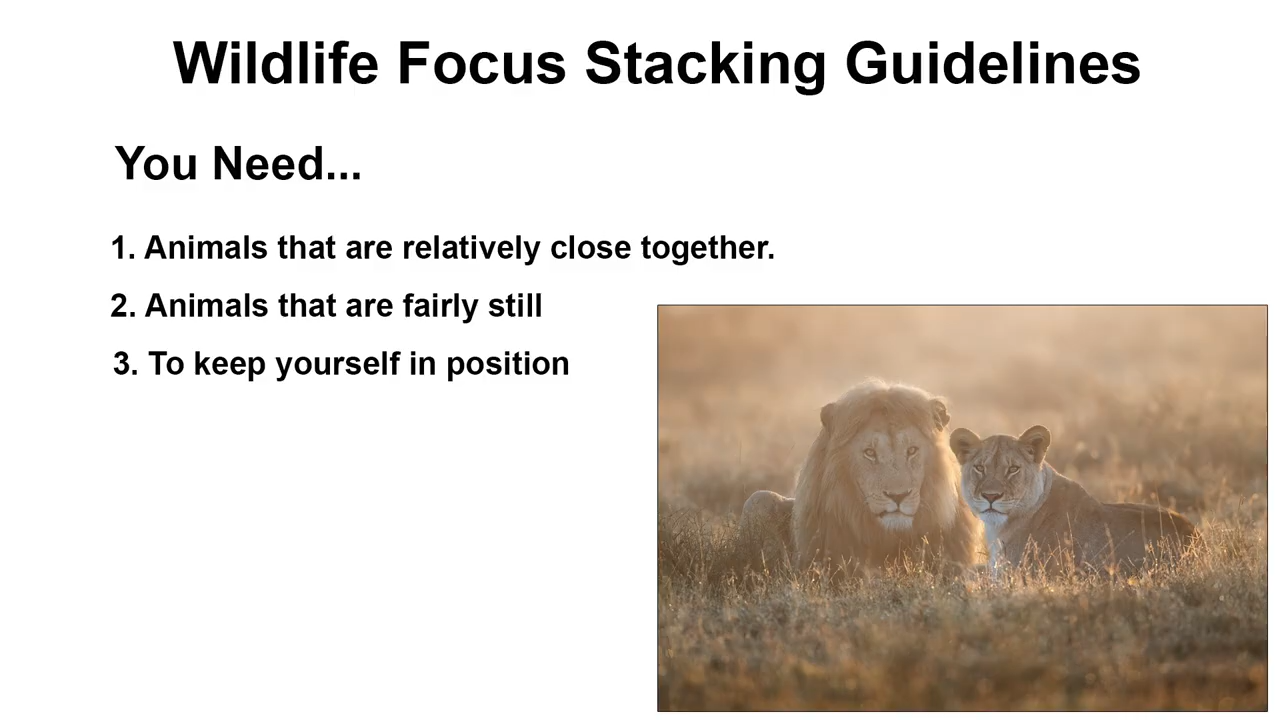 Wildlife Focus Stacking Guidelines
You Need...
1. Animals that are relatively close together.
2. Animals that are fairly still
3. To keep yourself in position